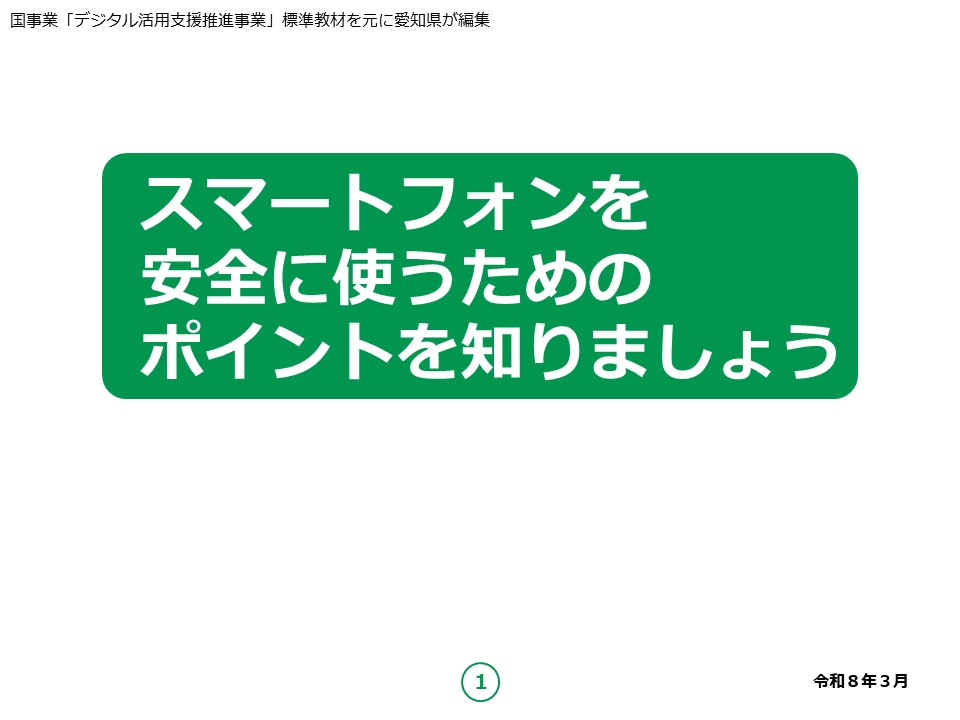 国事業「デジタル活用支援推進事業」標準教材を元に愛知県が編集
スマートフォンを
安全に使うための
ポイントを知りましょう
1
令和８年３月